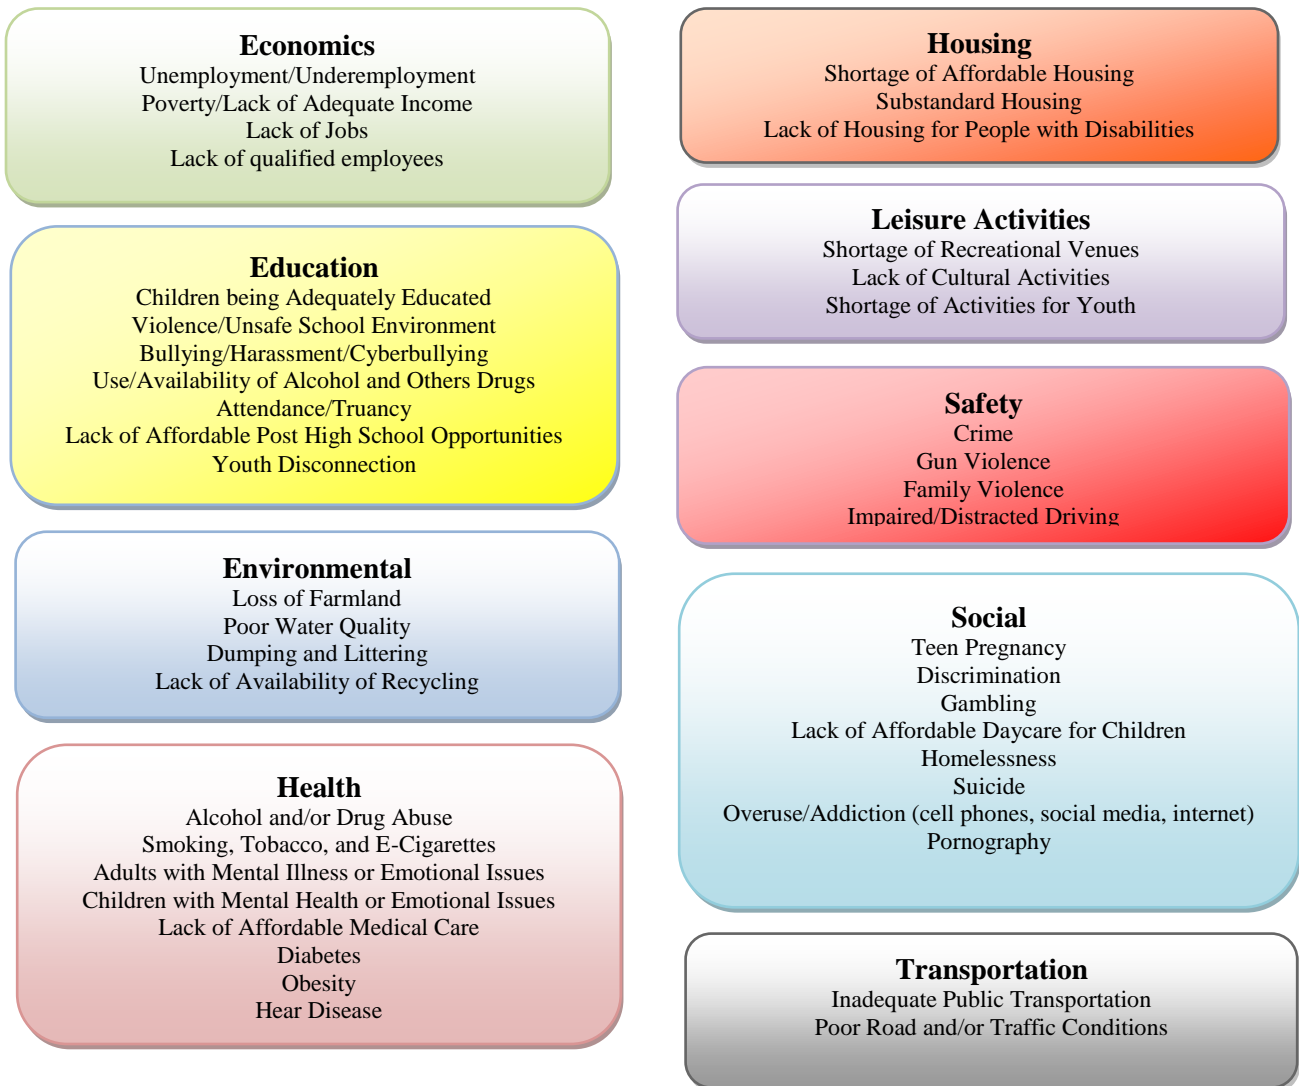 Economics
Unemployment/Underemployment
Poverty/Lack of Adequate Income
Lack of Jobs
Lack of qualified employees
Education
Children being Adequately Educated
Violence/Unsafe School Environment
Bullying/Harassment/Cyberbullying
Use/Availability of Alcohol and Others Drugs
Attendance/Truancy
Lack of Affordable Post High School Opportunities
Youth Disconnection
Environmental
Loss of Farmland
Poor Water Quality
Dumping and Littering
Lack of Availability of Recycling
Health
Alcohol and/or Drug Abuse
Smoking, Tobacco, and E-Cigarettes
Adults with Mental Illness or Emotional Issues
Children with Mental Health or Emotional Issues
Lack of Affordable Medical Care
Diabetes
Obesity
Hear Disease
Housing
Shortage of Affordable Housing
Substandard Housing
Lack of Housing for People with Disabilities
Leisure Activities
Shortage of Recreational Venues
Lack of Cultural Activities
Shortage of Activities for Youth
Safety
Crime
Gun Violence
Family Violence
Impaired/Distracted Driving
Social
Teen Pregnancy
Discrimination
Gambling
Lack of Affordable Daycare for Children
Homelessness
Suicide
Overuse/Addiction (cell phones, social media, internet)
Pornography
Transportation
Inadequate Public Transportation
Poor Road and/or Traffic Conditions